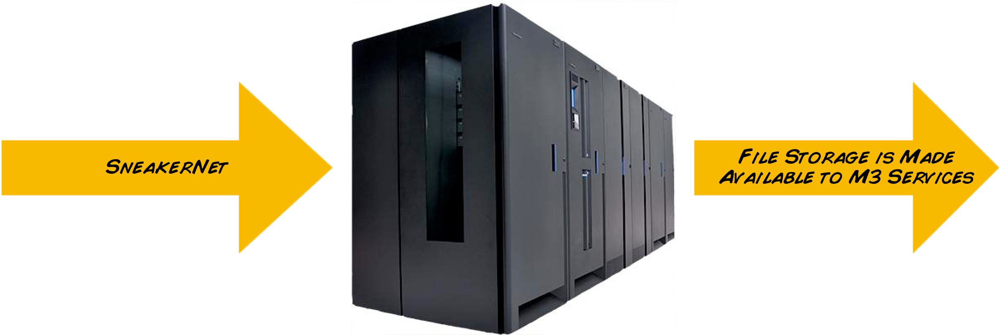 SneakerNet
File Storage is Made
Available to M3 Services